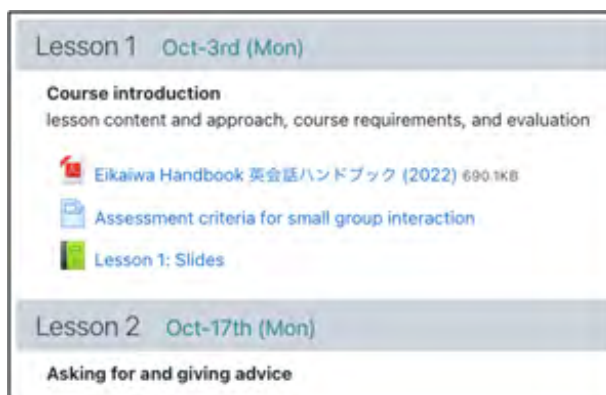 Lesson 1 Oct-3rd (Mon)
Course introduction
lesson content and approach, course requirements, and evaluation
Eikaiwa Handbook 英会話ハンドブック (2022) 690.1KB
Assessment criteria for small group interaction
Lesson 1: Slides
Lesson 2 Oct-17th (Mon)
Asking for and giving advice